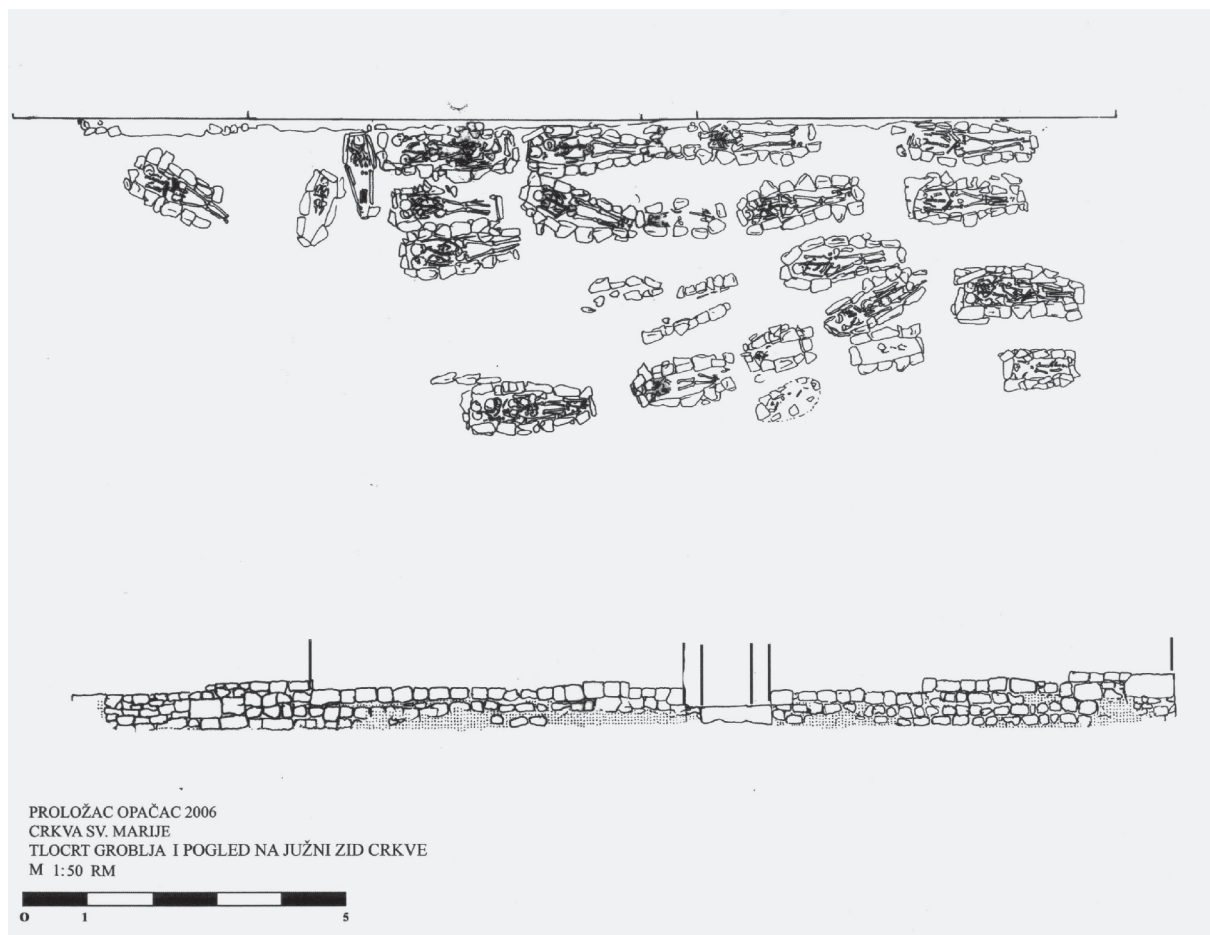 PROLOŽAC OPAČAC 2006
CRKVA SV. MARIJE
TLOCRT GROBLJA I POGLED NA JUŽNI ZID CRKVE
M 1:50 RM
0 1 5